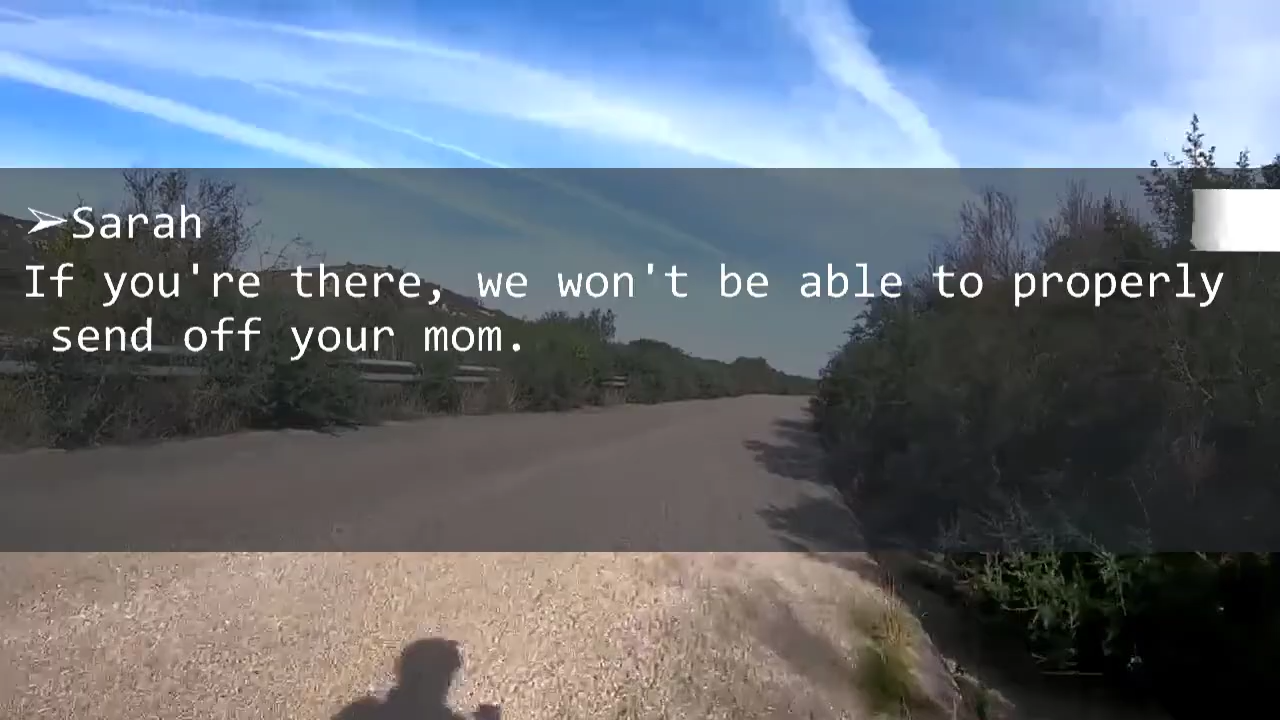 ➢Sarah
If you're there, we won't be able to properly
send off your mom.